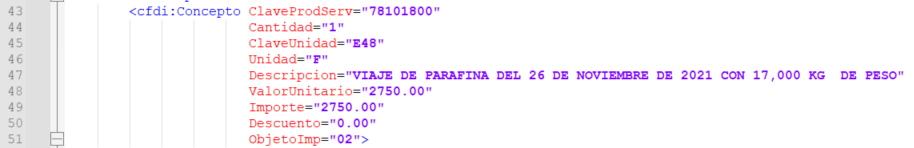 43 <cfdi:Concepto ClaveProdServ="78101800"
44 Cantidad="1"
45 ClaveUnidad="E48"
46 Unidad="F"
47 Descripcion="VIAJE DE PARAFINA DEL 26 DE NOVIEMBRE DE 2021 CON 17,000 KG  DE PESO"
48 ValorUnitario="2750.00"
49 Importe="2750.00"
50 Descuento="0.00"
51 ObjetoImp="02">